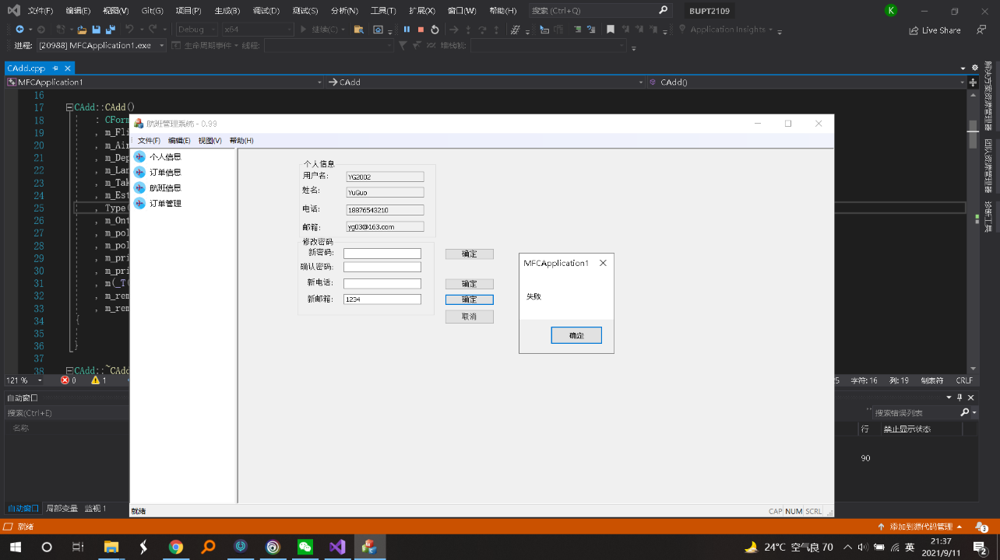 文件(F) 编辑(E) 视图(V) Git(G) 项目(P) 生成(B) 调试(D) 测试(S) 分析(N) 工具(T) 扩展(X) 窗口(W) 帮助(H) 搜索 (Ctrl+Q) BUPT2109 K
Debug x64 继续(C) Application Insights Live Share
进程: [20988] MFCApplication1.exe 生命周期事件 线程: 堆栈帧:
CAdd.cpp
MFCApplication1 CAdd CAdd()
16
17 CAdd::CAdd()
18 : CForm
19 , m_Fli
20 , m_Air
21 , m_Dep
22 , m_Lan
23 , m_Tak
24 , m_Est
25 , Type(
26 , m_Ont
27 , m_pol
28 , m_pol
29 , m_pri
30 , m_pri
31 , m(_T(
32 , m_rem
33 , m_rem
34 {
35
36 }
37
38 CAdd::~CAdd
航班管理系统 - 0.99
文件(F) 编辑(E) 视图(V) 帮助(H)
个人信息
订单信息
航班信息
订单管理
个人信息
用户名: YG2002
姓名: YuGuo
电话: 18876543210
邮箱: yg03@163.com
修改密码
新密码: 确定
确认密码:
新电话: 确定
新邮箱: 1234 确定
取消
MFCApplication1
失败
确定
就绪 CAP NUM SCRL
解决方案资源管理器
团队资源管理器
诊断工具
121 % 0 1 字符: 16 列: 19 制表符 CRLF
自动窗口
搜索(Ctrl+E) 搜索错误列表
名称 行 禁止显示状态
90
自动窗口 局部变量 监视 1
就绪 添加到源代码管理 3
24°C 空气良 70 英 21:37
2021/9/11 2